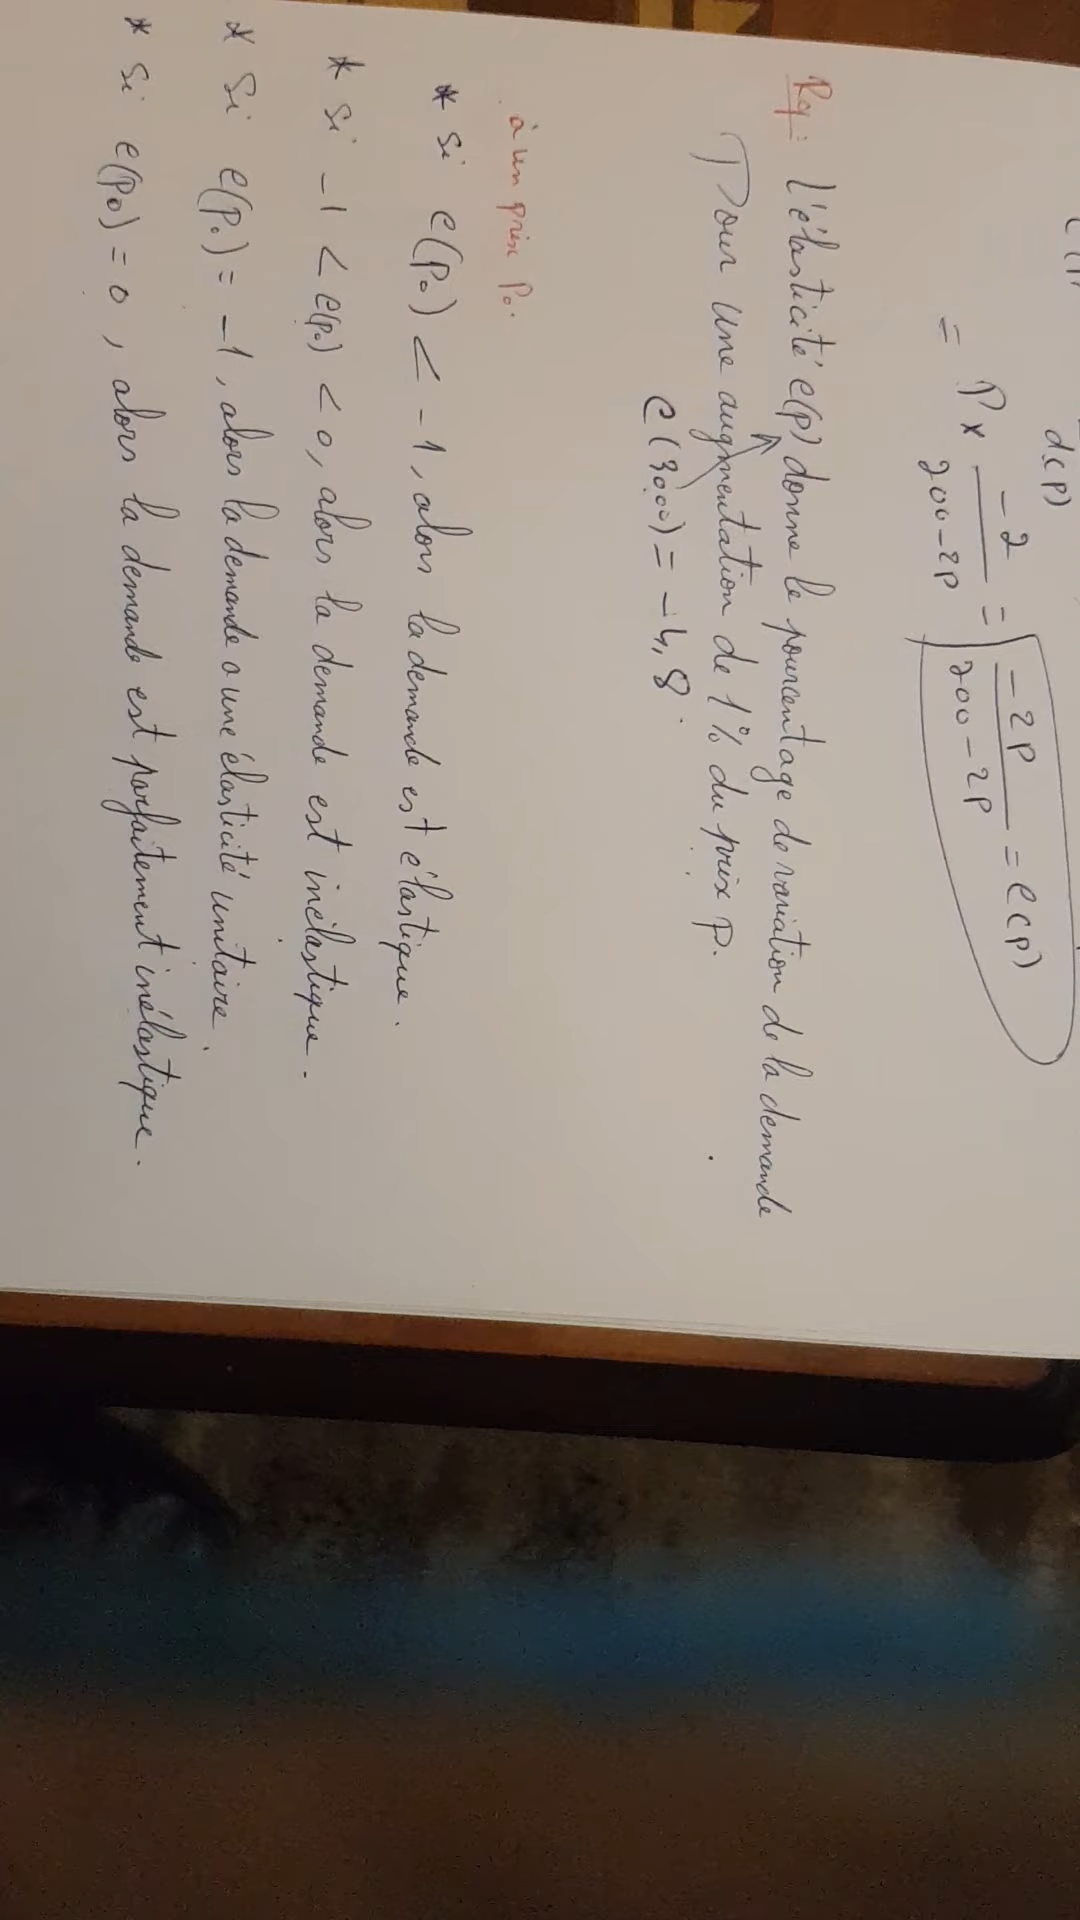 d(p)
= P × -2 / 200-2P = -2P / 200-2P = e(p)
Rq: l'élasticité e(p) donne le pourcentage de variation de la demande
Pour une augmentation de 1% du prix P.
e(3000) = -4,8.
à un prix P₀.
* Si e(P₀) < -1, alors la demande est élastique.
* Si -1 < e(P₀) < 0, alors la demande est inélastique.
* Si e(P₀) = -1, alors la demande a une élasticité unitaire.
* Si e(P₀) = 0, alors la demande est parfaitement inélastique.